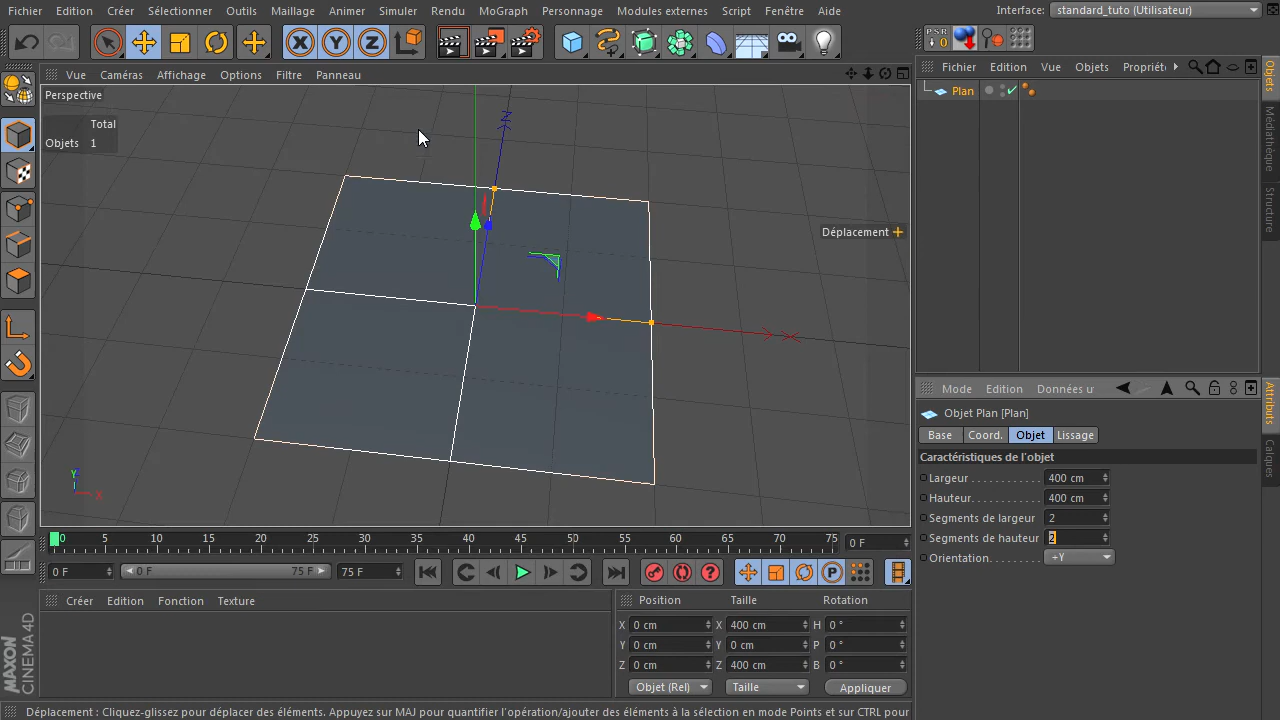 Fichier Edition Créer Sélectionner Outils Maillage Animer Simuler Rendu MoGraph Personnage Modules externes Script Fenêtre Aide
Interface: standard_tuto (Utilisateur)
X Y Z
PSR
0
Vue Caméras Affichage Options Filtre Panneau
Fichier Edition Vue Objets Propriété
Perspective
Total
Objets 1
Z
Déplacement
Y
X
Plan
Objets
Médiathèque
Structure
Mode Edition Données u
Objet Plan [Plan]
Base Coord. Objet Lissage
Caractéristiques de l'objet
Largeur 400 cm
Hauteur 400 cm
Segments de largeur 2
Segments de hauteur 2
Orientation +Y
Attributs
Calques
0 5 10 15 20 25 30 35 40 45 50 55 60 65 70 75 0 F
0 F 0 F 75 F 75 F
P
Créer Edition Fonction Texture
Position Taille Rotation
X 0 cm X 400 cm H 0 °
Y 0 cm Y 0 cm P 0 °
Z 0 cm Z 400 cm B 0 °
Objet (Rel) Taille Appliquer
MAXON
CINEMA 4D
Déplacement : Cliquez-glissez pour déplacer des éléments. Appuyez sur MAJ pour quantifier l'opération/ajouter des éléments à la sélection en mode Points et sur CTRL pour